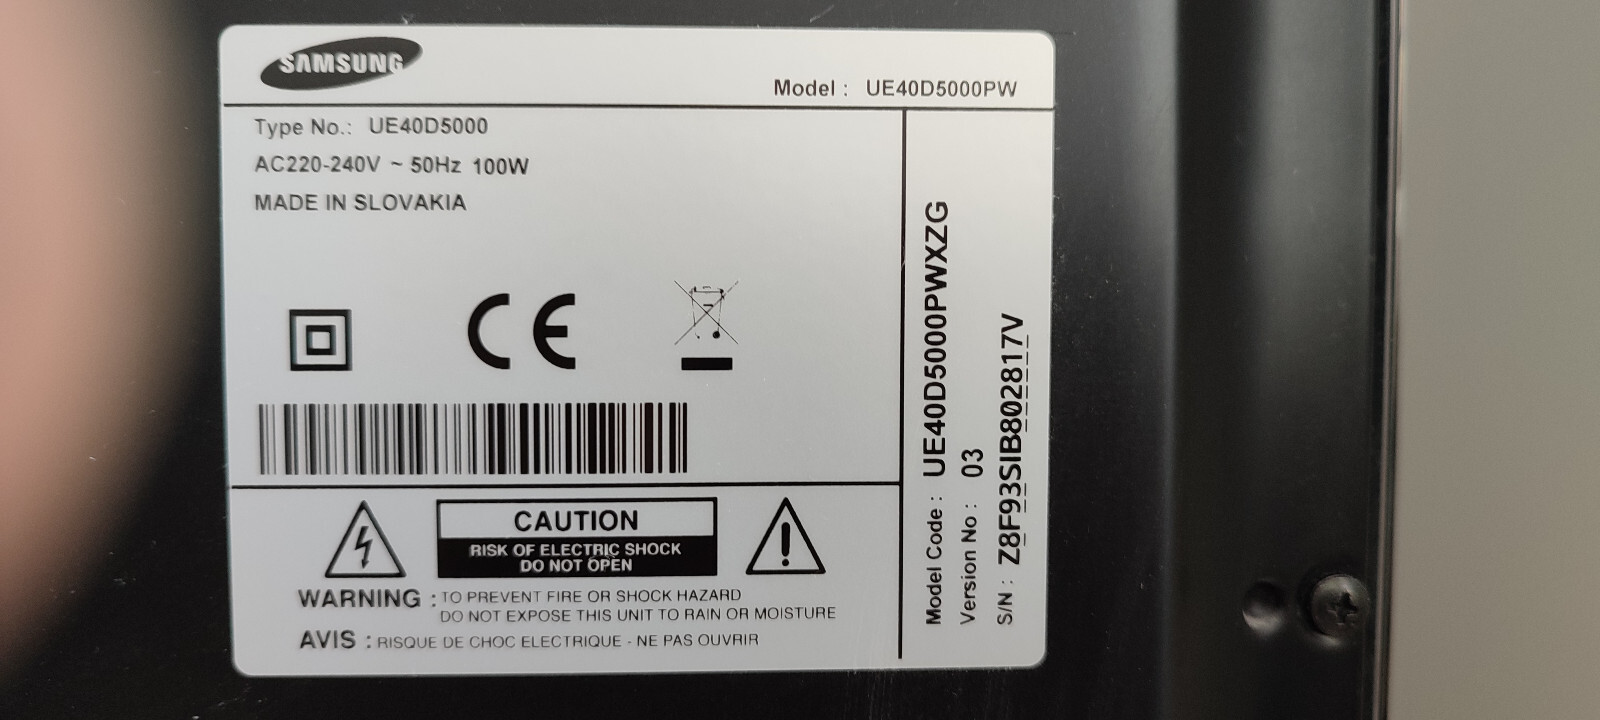 SAMSUNG
Model : UE40D5000PW
Type No.: UE40D5000
AC220-240V ~ 50Hz 100W
MADE IN SLOVAKIA
CE
CAUTION
RISK OF ELECTRIC SHOCK
DO NOT OPEN
WARNING : TO PREVENT FIRE OR SHOCK HAZARD
DO NOT EXPOSE THIS UNIT TO RAIN OR MOISTURE
AVIS : RISQUE DE CHOC ELECTRIQUE - NE PAS OUVRIR
Model Code : UE40D5000PWXZG
Version No : 03
S/N : Z8F93SIB802817V